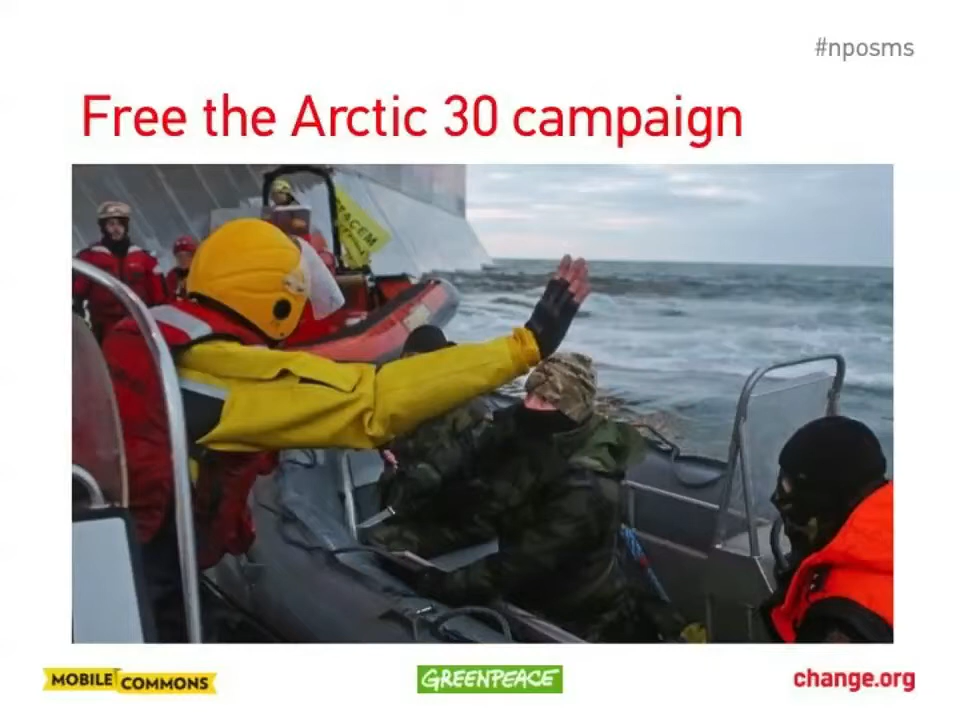 #nposms
Free the Arctic 30 campaign
MOBILE COMMONS
GREENPEACE
change.org